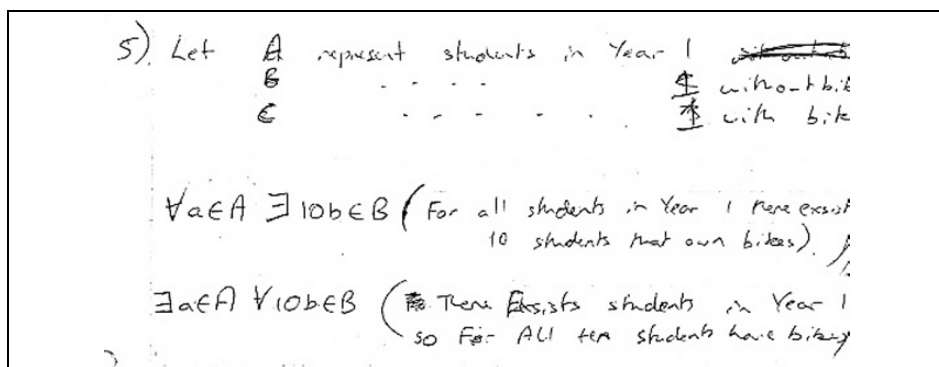 5) Let A represent students in Year 1
B - - - - 1 without bik
C - - - - - . 1 with bik
∀a∈A ∃10b∈B (For all students in Year 1 there exsist
10 students that own bikes).
∃a∈A ∀10b∈B ( There Exsists students in Year 1
so For All ten students have bikes